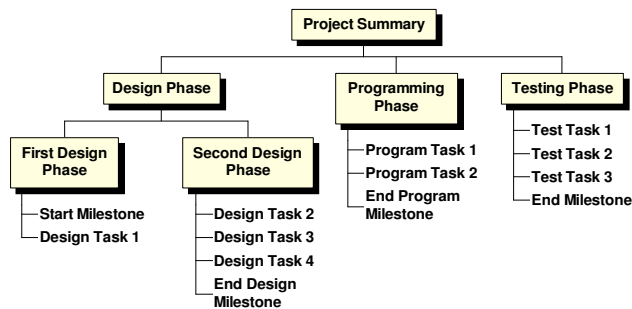 Project Summary
Design Phase
Programming
Phase
Testing Phase
First Design
Phase
Second Design
Phase
Start Milestone
Design Task 1
Design Task 2
Design Task 3
Design Task 4
End Design
Milestone
Program Task 1
Program Task 2
End Program
Milestone
Test Task 1
Test Task 2
Test Task 3
End Milestone